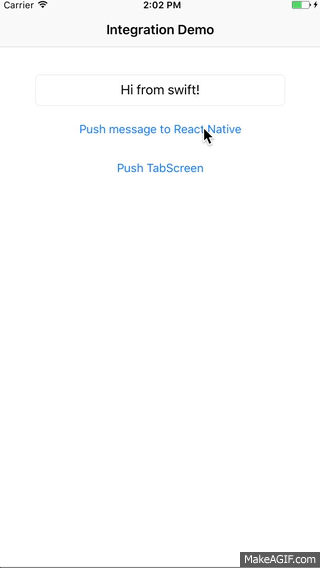 Carrier 2:02 PM
Integration Demo
Hi from swift!
Push message to React Native
Push TabScreen
MakeAGIF.com